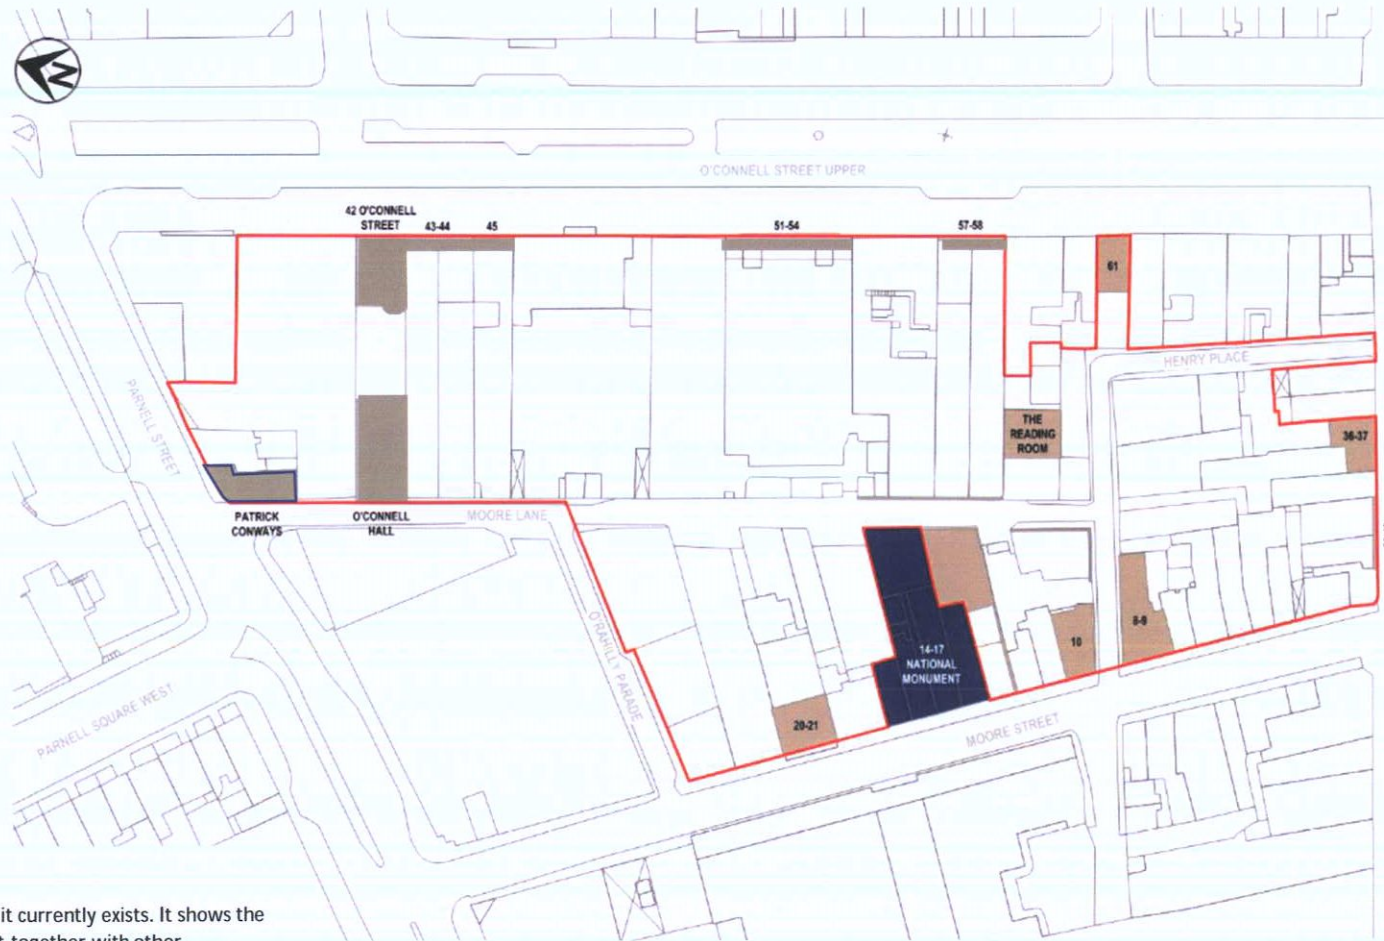 N
O'CONNELL STREET UPPER
42 O'CONNELL
STREET
43-44
45
51-54
57-58
61
HENRY PLACE
PARNELL STREET
THE
READING
ROOM
36-37
PATRICK
CONWAYS
O'CONNELL
HALL
MOORE LANE
O'RAHILLY PARADE
14-17
NATIONAL
MONUMENT
10
8-9
20-21
PARNELL SQUARE WEST
MOORE STREET
it currently exists. It shows the